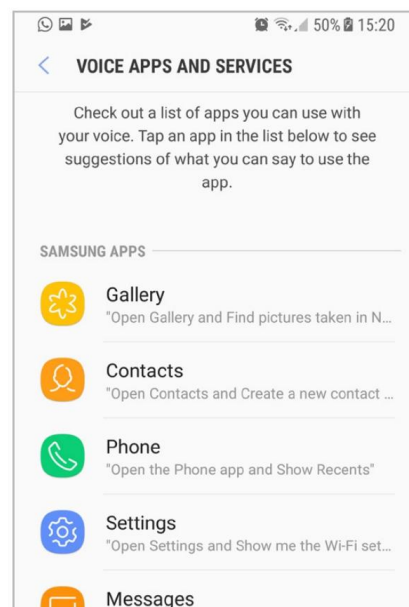 50% 15:20
VOICE APPS AND SERVICES
Check out a list of apps you can use with
your voice. Tap an app in the list below to see
suggestions of what you can say to use the
app.
SAMSUNG APPS
Gallery
"Open Gallery and Find pictures taken in N...
Contacts
"Open Contacts and Create a new contact ...
Phone
"Open the Phone app and Show Recents"
Settings
"Open Settings and Show me the Wi-Fi set...
Messages